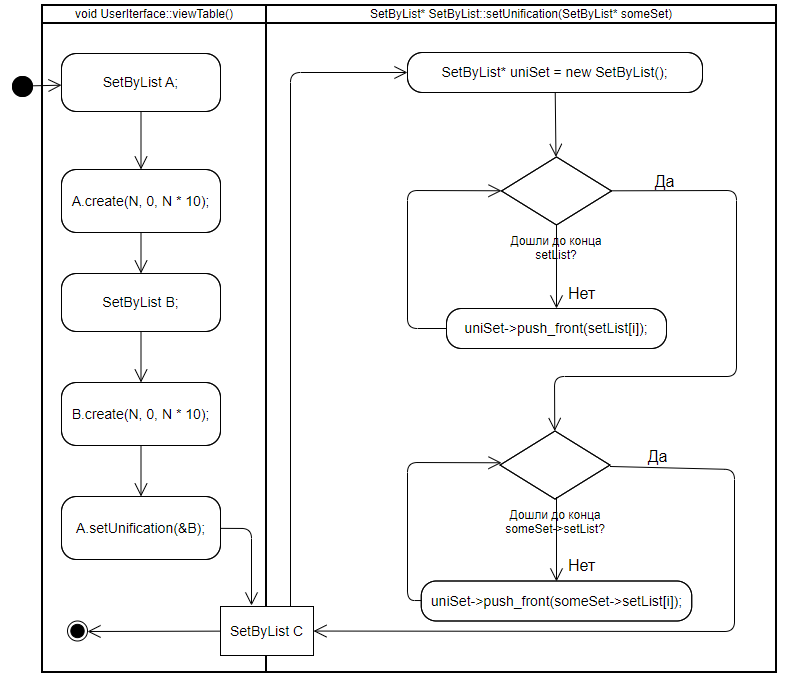 void UserIterface::viewTable()
SetByList* SetByList::setUnification(SetByList* someSet)
SetByList A;
A.create(N, 0, N * 10);
SetByList B;
B.create(N, 0, N * 10);
A.setUnification(&B);
SetByList C
SetByList* uniSet = new SetByList();
Да
Дошли до конца
setList?
Нет
uniSet->push_front(setList[i]);
Да
Дошли до конца
someSet->setList?
Нет
uniSet->push_front(someSet->setList[i]);